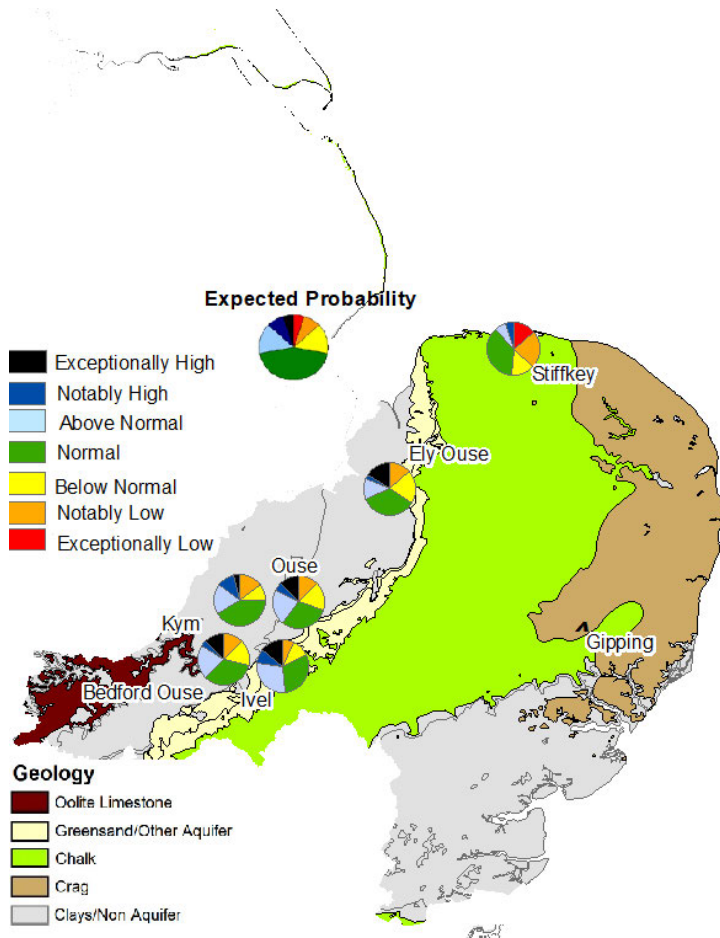 Expected Probability
Exceptionally High
Notably High
Above Normal
Normal
Below Normal
Notably Low
Exceptionally Low
Stiffkey
Ely Ouse
Ouse
Kym
Gipping
Bedford Ouse
Ivel
Geology
Oolite Limestone
Greensand/Other Aquifer
Chalk
Crag
Clays/Non Aquifer